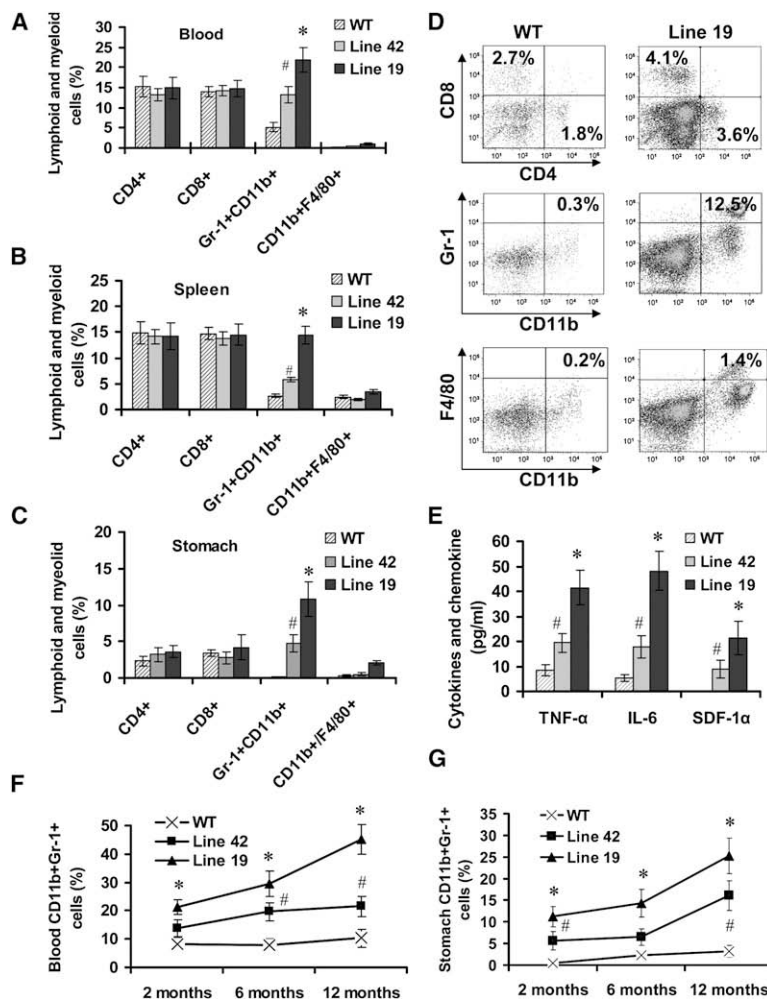 A
Blood
WT
Line 42
Line 19
Lymphoid and myeloid
cells (%)
30
25
20
15
10
5
0
#
*
CD4+
CD8+
Gr-1+CD11b+
CD11b+F4/80+
B
Spleen
WT
Line 42
Line 19
Lymphoid and myeloid
cells (%)
25
20
15
10
5
0
#
*
CD4+
CD8+
Gr-1+CD11b+
CD11b+F4/80+
C
Stomach
WT
Line 42
Line 19
Lymphoid and myeolid
cells (%)
20
15
10
5
0
#
*
CD4+
CD8+
Gr-1+CD11b+
CD11b+/F4/80+
D
WT
Line 19
2.7%
1.8%
4.1%
3.6%
CD8
CD4
0.3%
12.5%
Gr-1
CD11b
0.2%
1.4%
F4/80
CD11b
E
WT
Line 42
Line 19
Cytokines and chemokine
(pg/ml)
60
50
40
30
20
10
0
# * # * # *
TNF-α IL-6 SDF-1α
F
WT
Line 42
Line 19
Blood CD11b+Gr-1+
cells (%)
60
50
40
30
20
10
0
* * *
# #
2 months 6 months 12 months
G
WT
Line 42
Line 19
Stomach CD11b+Gr-1+
cells (%)
35
30
25
20
15
10
5
0
* * *
# #
2 months 6 months 12 months